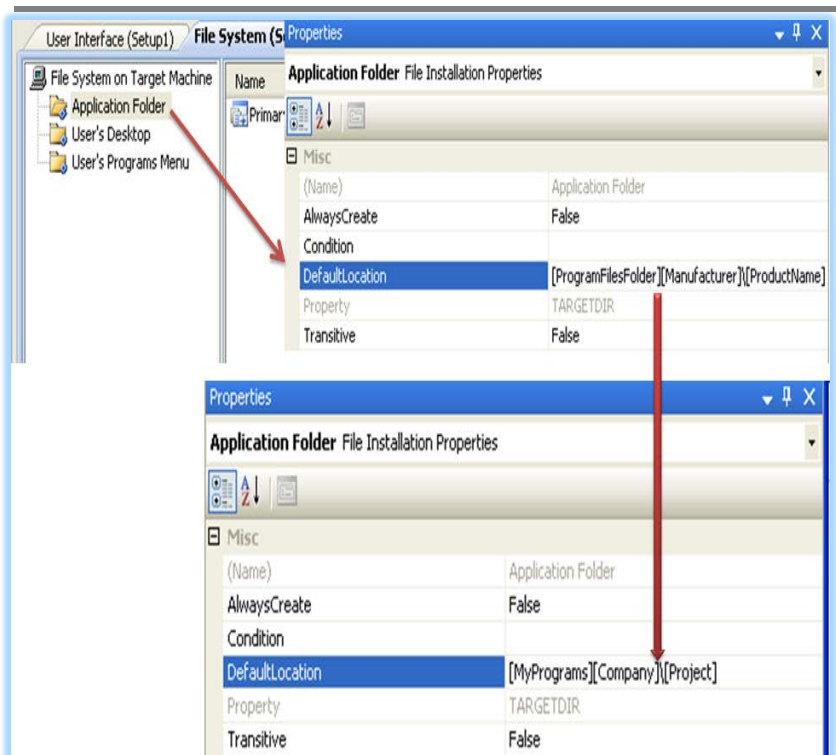 User Interface (Setup1) File System (S
Properties
File System on Target Machine
Application Folder
User's Desktop
User's Programs Menu
Name
Primar
Application Folder File Installation Properties
Misc
(Name) Application Folder
AlwaysCreate False
Condition
DefaultLocation [ProgramFilesFolder][Manufacturer]\[ProductName]
Property TARGETDIR
Transitive False
Properties
Application Folder File Installation Properties
Misc
(Name) Application Folder
AlwaysCreate False
Condition
DefaultLocation [MyPrograms][Company]\[Project]
Property TARGETDIR
Transitive False